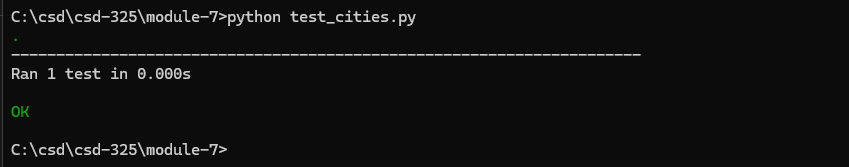 C:\csd\csd-325\module-7>python test_cities.py
.
----------------------------------------------------------------------
Ran 1 test in 0.000s
OK
C:\csd\csd-325\module-7>